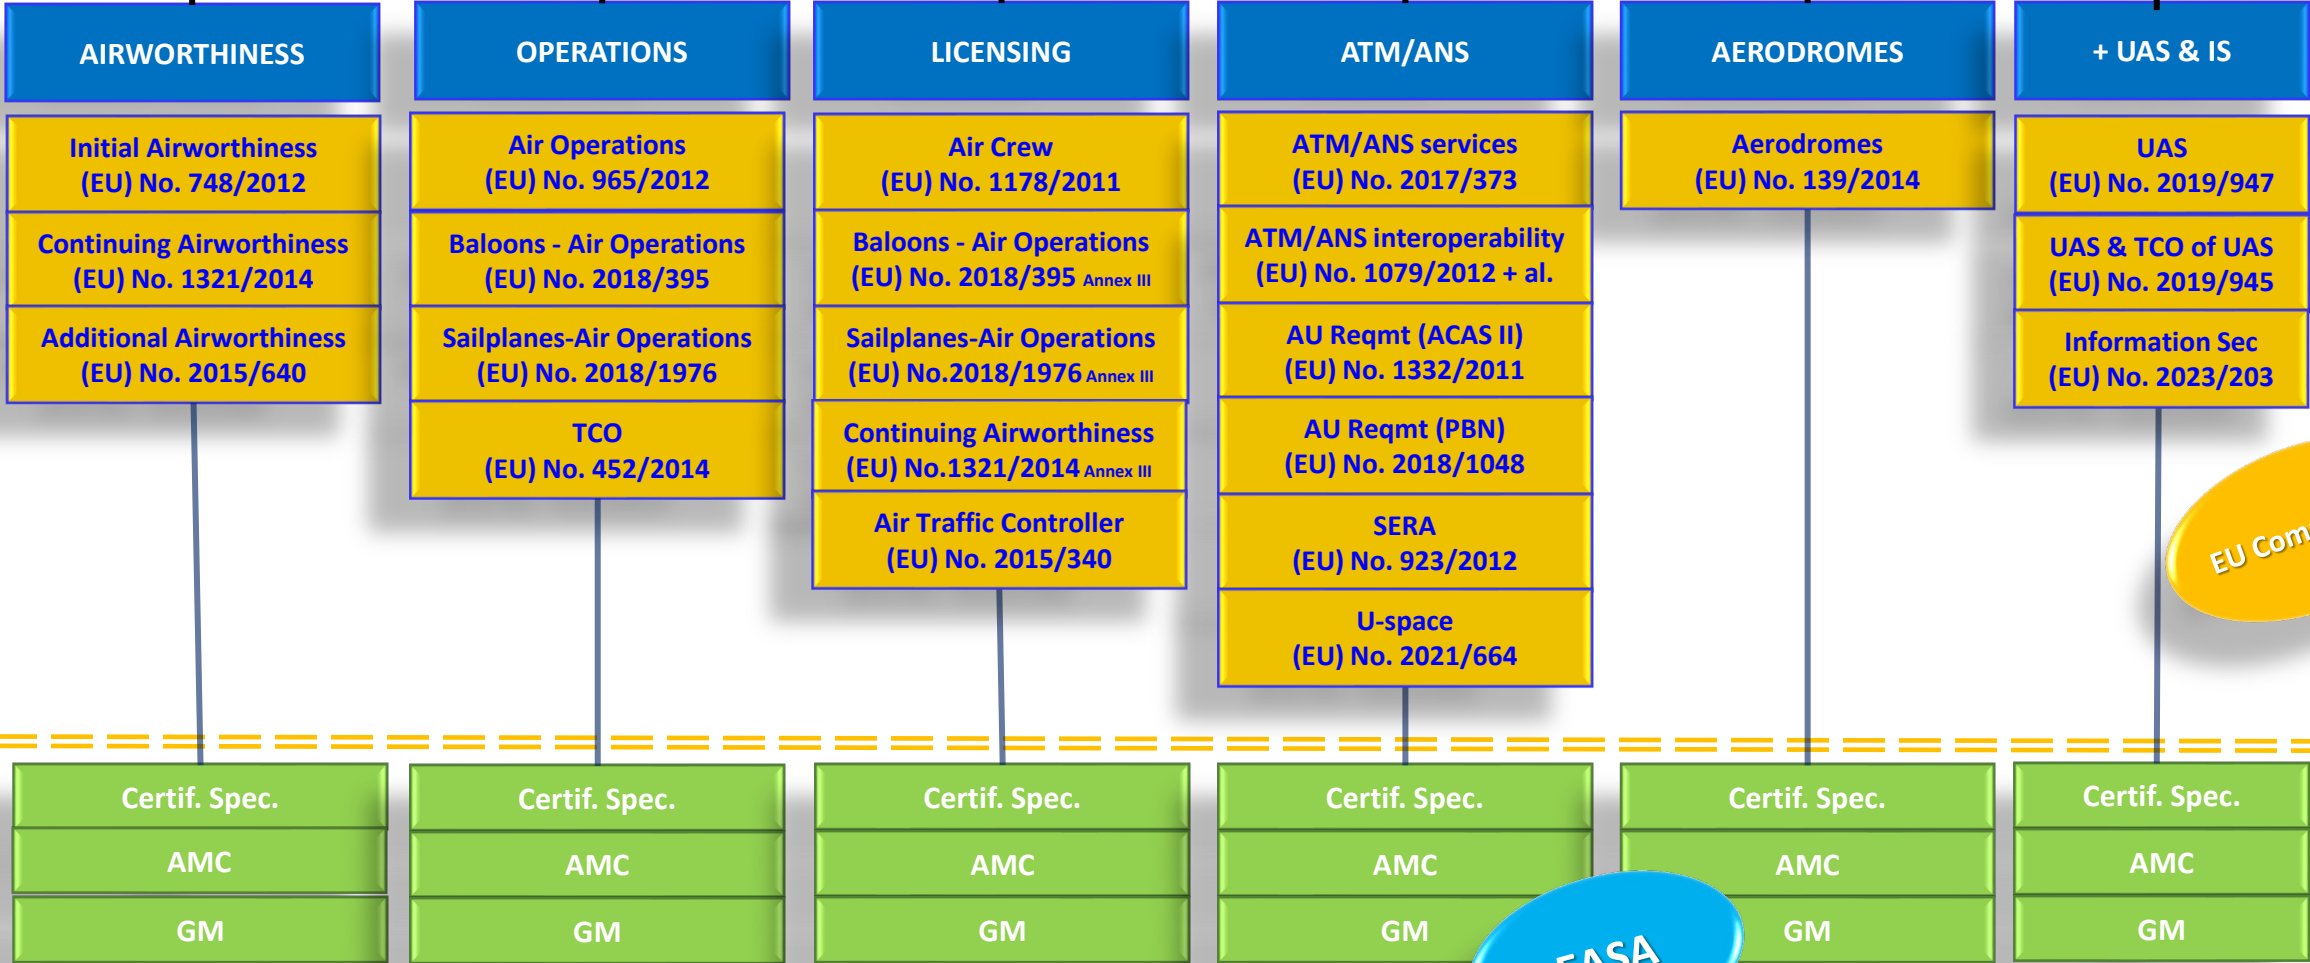 AIRWORTHINESS
Initial Airworthiness
(EU) No. 748/2012
Continuing Airworthiness
(EU) No. 1321/2014
Additional Airworthiness
(EU) No. 2015/640
Certif. Spec.
AMC
GM
OPERATIONS
Air Operations
(EU) No. 965/2012
Baloons - Air Operations
(EU) No. 2018/395
Sailplanes-Air Operations
(EU) No. 2018/1976
TCO
(EU) No. 452/2014
Certif. Spec.
AMC
GM
LICENSING
Air Crew
(EU) No. 1178/2011
Baloons - Air Operations
(EU) No. 2018/395 Annex III
Sailplanes-Air Operations
(EU) No.2018/1976 Annex III
Continuing Airworthiness
(EU) No.1321/2014 Annex III
Air Traffic Controller
(EU) No. 2015/340
Certif. Spec.
AMC
GM
ATM/ANS
ATM/ANS services
(EU) No. 2017/373
ATM/ANS interoperability
(EU) No. 1079/2012 + al.
AU Reqmt (ACAS II)
(EU) No. 1332/2011
AU Reqmt (PBN)
(EU) No. 2018/1048
SERA
(EU) No. 923/2012
U-space
(EU) No. 2021/664
Certif. Spec.
AMC
GM
EASA
AERODROMES
Aerodromes
(EU) No. 139/2014
Certif. Spec.
AMC
GM
+ UAS & IS
UAS
(EU) No. 2019/947
UAS & TCO of UAS
(EU) No. 2019/945
Information Sec
(EU) No. 2023/203
EU Com
Certif. Spec.
AMC
GM